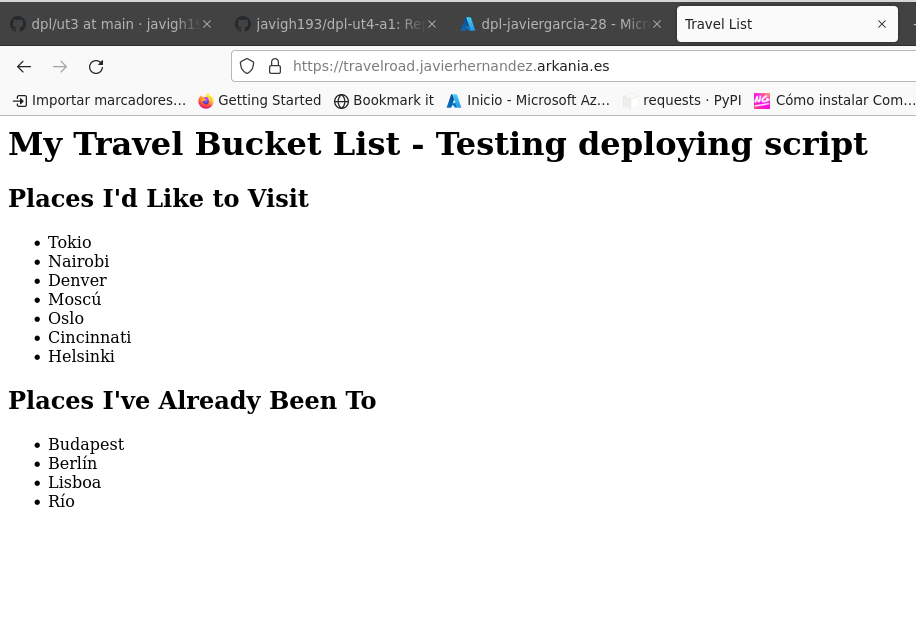 dpl/ut3 at main · javigh1
javigh193/dpl-ut4-a1: Re
dpl-javiergarcia-28 - Micr
Travel List
https://travelroad.javierhernandez.arkania.es
Importar marcadores…
Getting Started
Bookmark it
Inicio - Microsoft Az…
requests · PyPI
Cómo instalar Com…
My Travel Bucket List - Testing deploying script
Places I'd Like to Visit
• Tokio
• Nairobi
• Denver
• Moscú
• Oslo
• Cincinnati
• Helsinki
Places I've Already Been To
• Budapest
• Berlín
• Lisboa
• Río